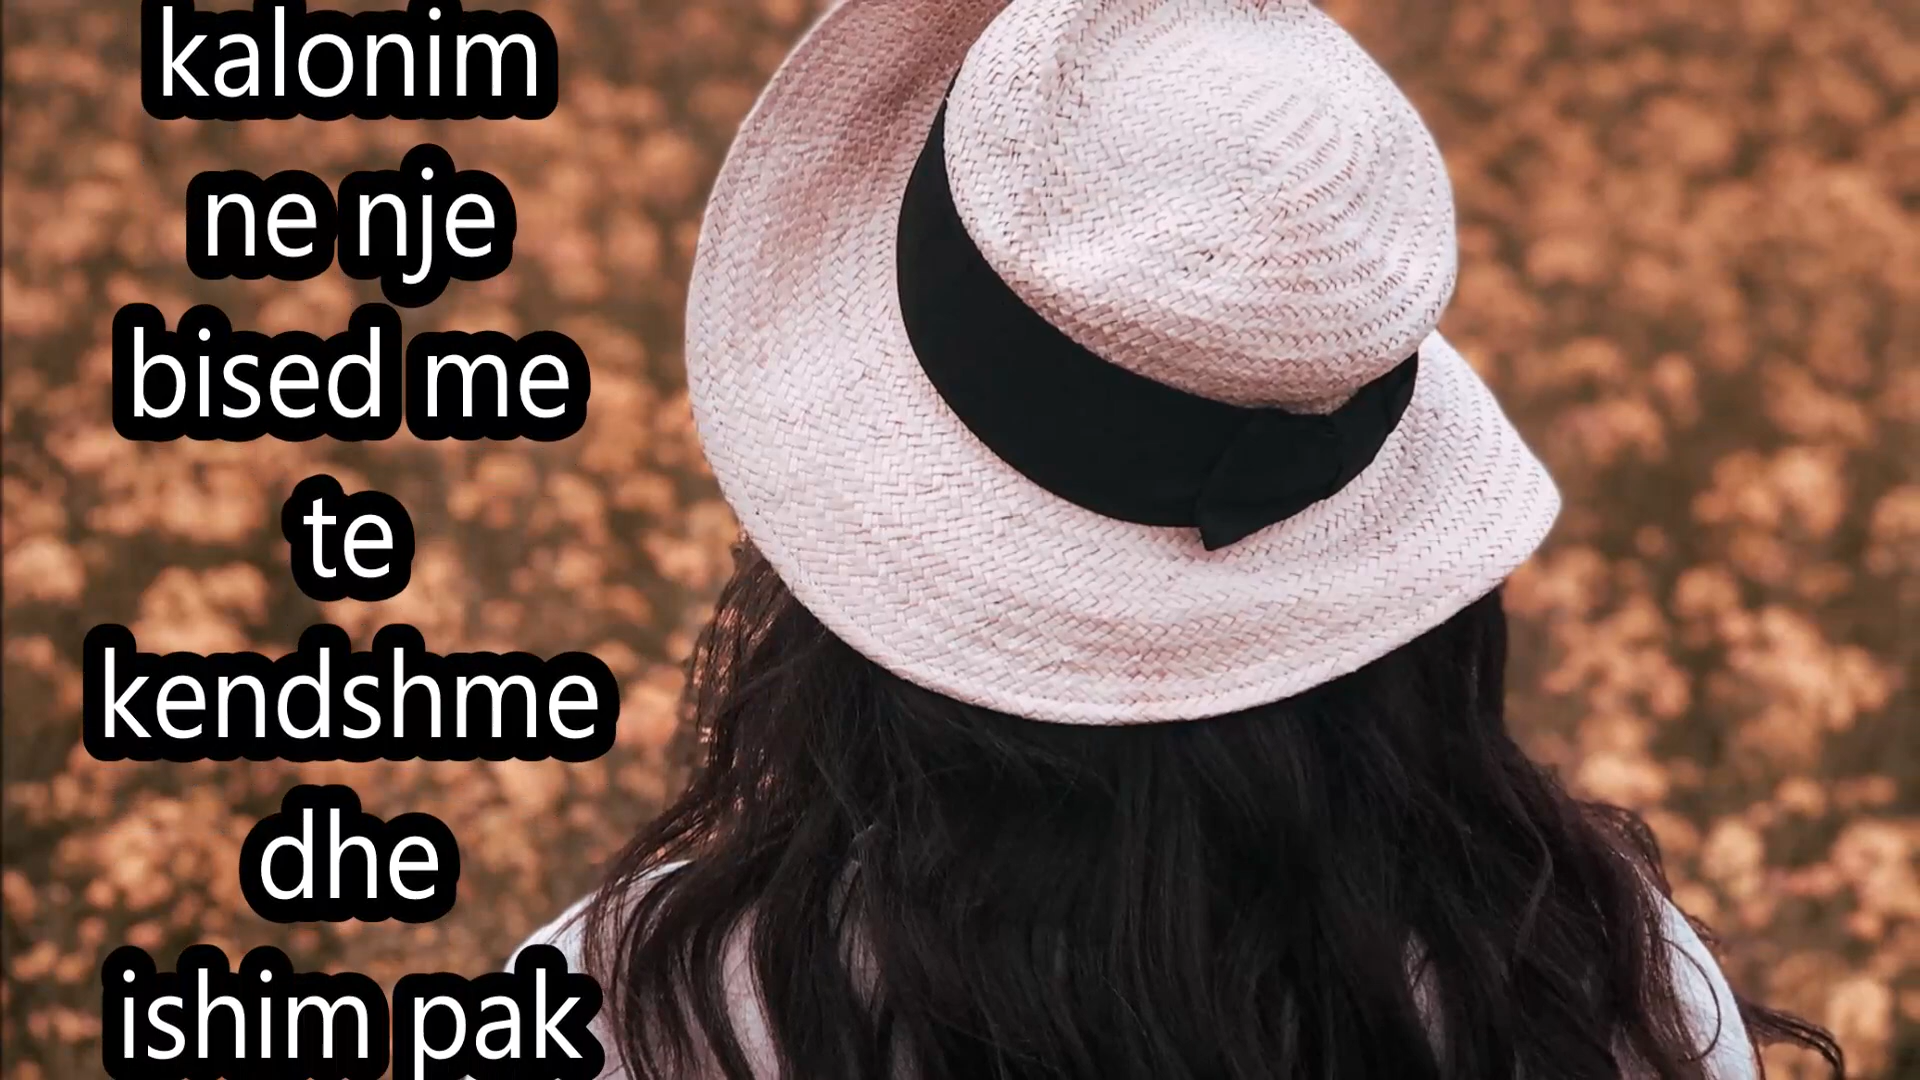 kalonim
ne nje
bised me
te
kendshme
dhe
ishim pak